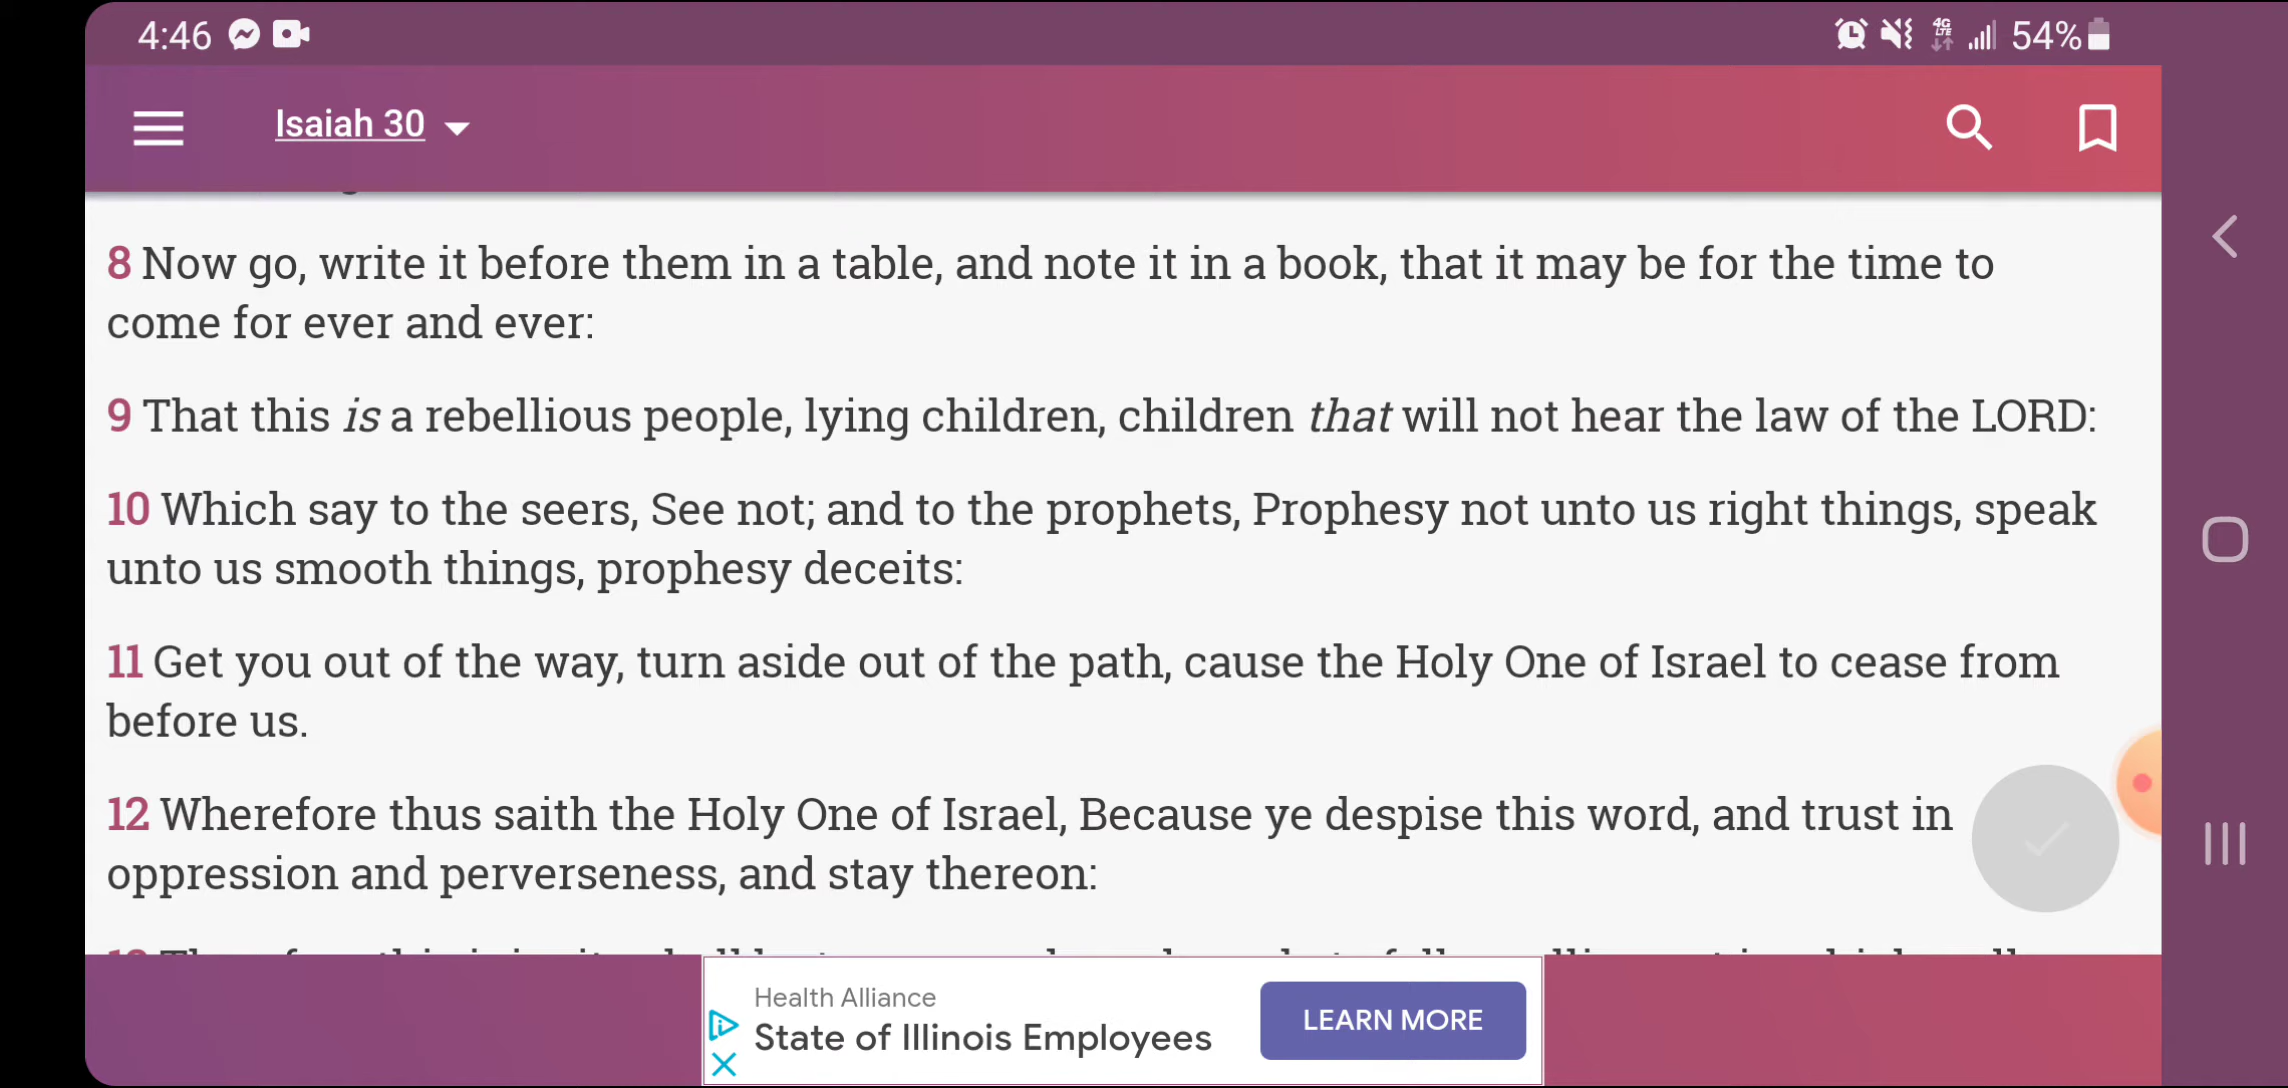 4:46
4G
LTE
54%
Isaiah 30
8 Now go, write it before them in a table, and note it in a book, that it may be for the time to
come for ever and ever:
9 That this is a rebellious people, lying children, children that will not hear the law of the LORD:
10 Which say to the seers, See not; and to the prophets, Prophesy not unto us right things, speak
unto us smooth things, prophesy deceits:
11 Get you out of the way, turn aside out of the path, cause the Holy One of Israel to cease from
before us.
12 Wherefore thus saith the Holy One of Israel, Because ye despise this word, and trust in
oppression and perverseness, and stay thereon:
Health Alliance
State of Illinois Employees
LEARN MORE